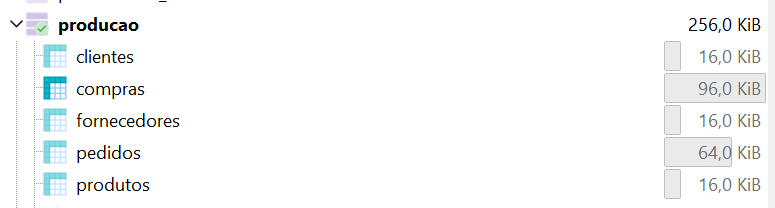 producao 256,0 KiB
clientes 16,0 KiB
compras 96,0 KiB
fornecedores 16,0 KiB
pedidos 64,0 KiB
produtos 16,0 KiB